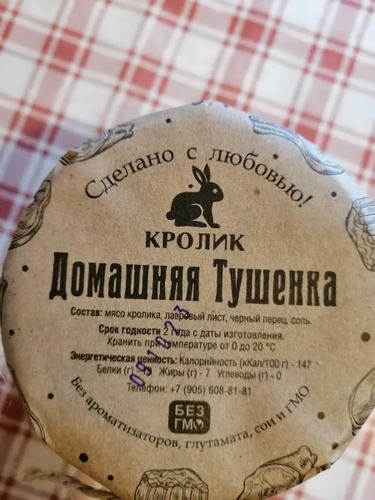 Сделано с любовью!
КРОЛИК
Домашняя Тушенка
Состав: мясо кролика, лавровый лист, черный перец, соль.
Срок годности года с даты изготовления.
Хранить при температуре от 0 до 20 °C
Энергетическая ценность: Калорийность (кКал/100 г) - 147
Белки (г) Жиры (г) - 7 Углеводы (г) - 0
Телефон: +7 (905) 608-81-81
БЕЗ
ГМО
Без ароматизаторов, глутамата, сои и ГМО